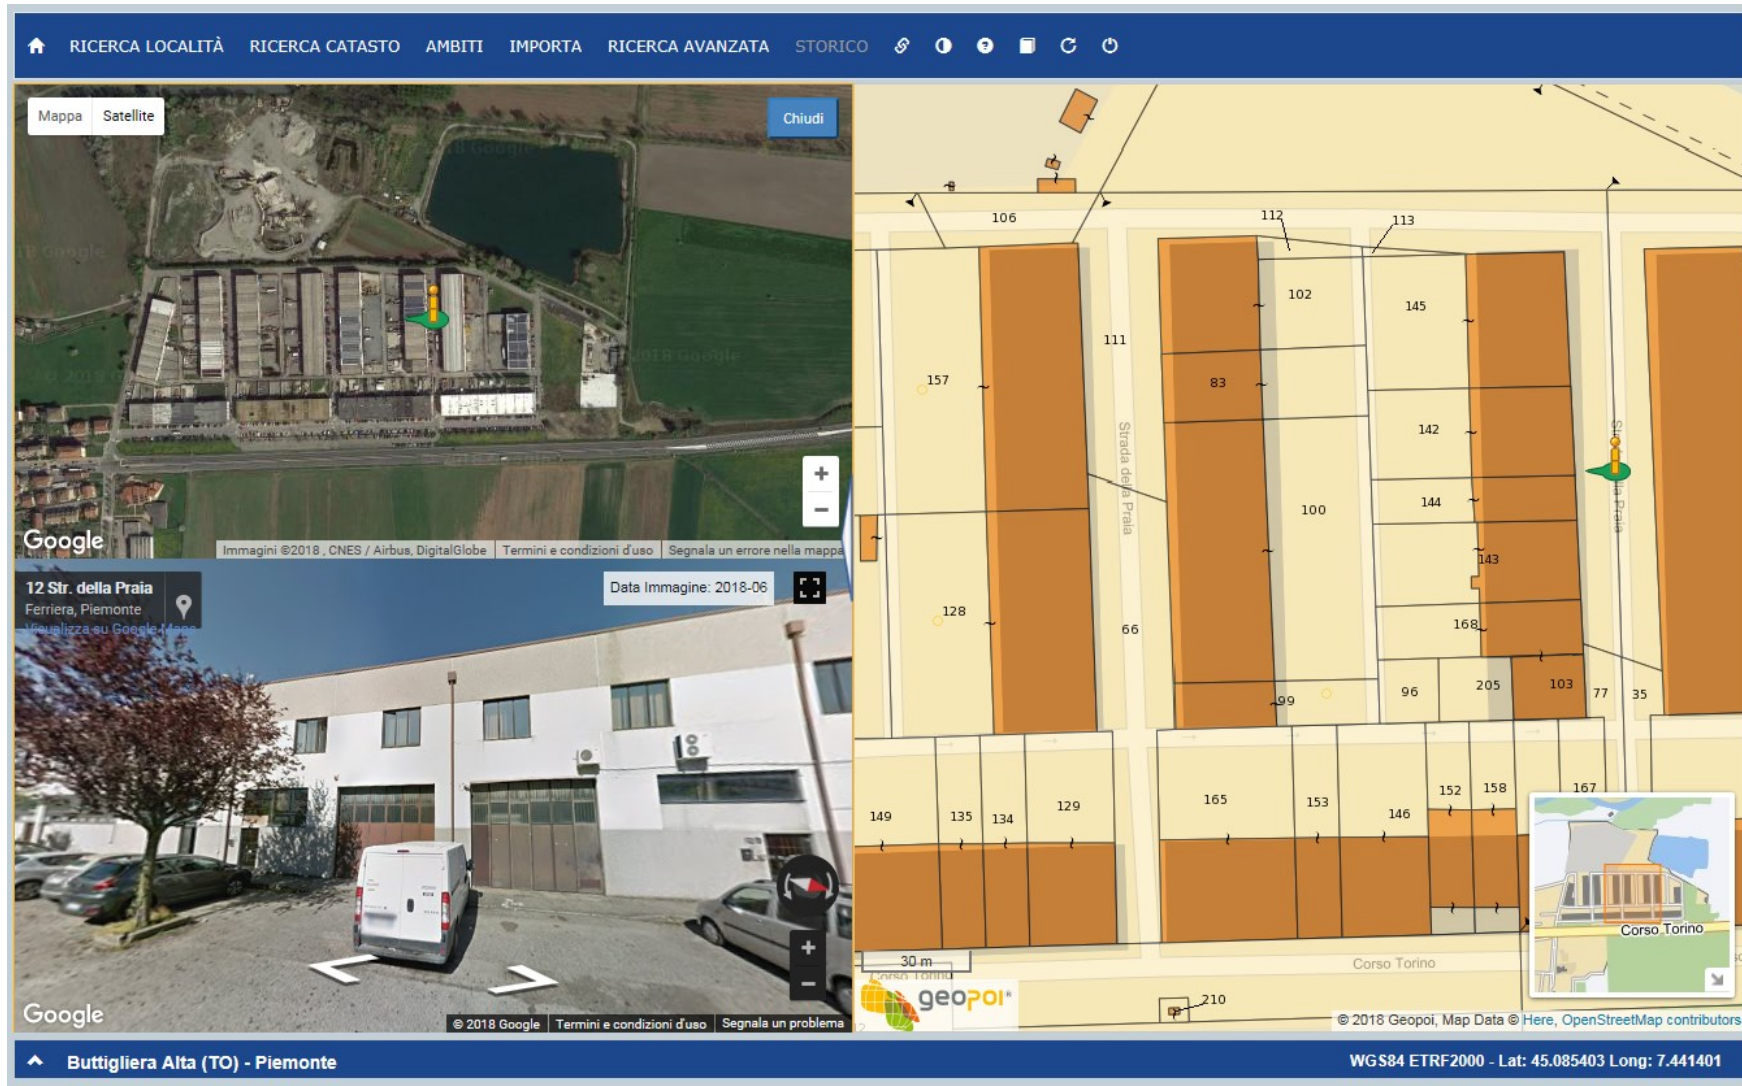 RICERCA LOCALITÀ RICERCA CATASTO AMBITI IMPORTA RICERCA AVANZATA STORICO
Mappa Satellite
Chiudi
Google
Immagini ©2018 , CNES / Airbus, DigitalGlobe Termini e condizioni d'uso Segnala un errore nella mappa
12 Str. della Praia
Ferriera, Piemonte
Visualizza su Google Maps
Data Immagine: 2018-06
Google
© 2018 Google Termini e condizioni d'uso Segnala un problema
106
112
113
102
145
111
157
83
142
Strada della Praia
144
100
143
128
66
168
99
96
205
103
77
35
149
135
134
129
165
153
146
152
158
167
30 m
Corso Torino
Corso Torino
Corso Torino
geopoi
210
© 2018 Geopoi, Map Data © Here, OpenStreetMap contributors
Buttigliera Alta (TO) - Piemonte
WGS84 ETRF2000 - Lat: 45.085403 Long: 7.441401